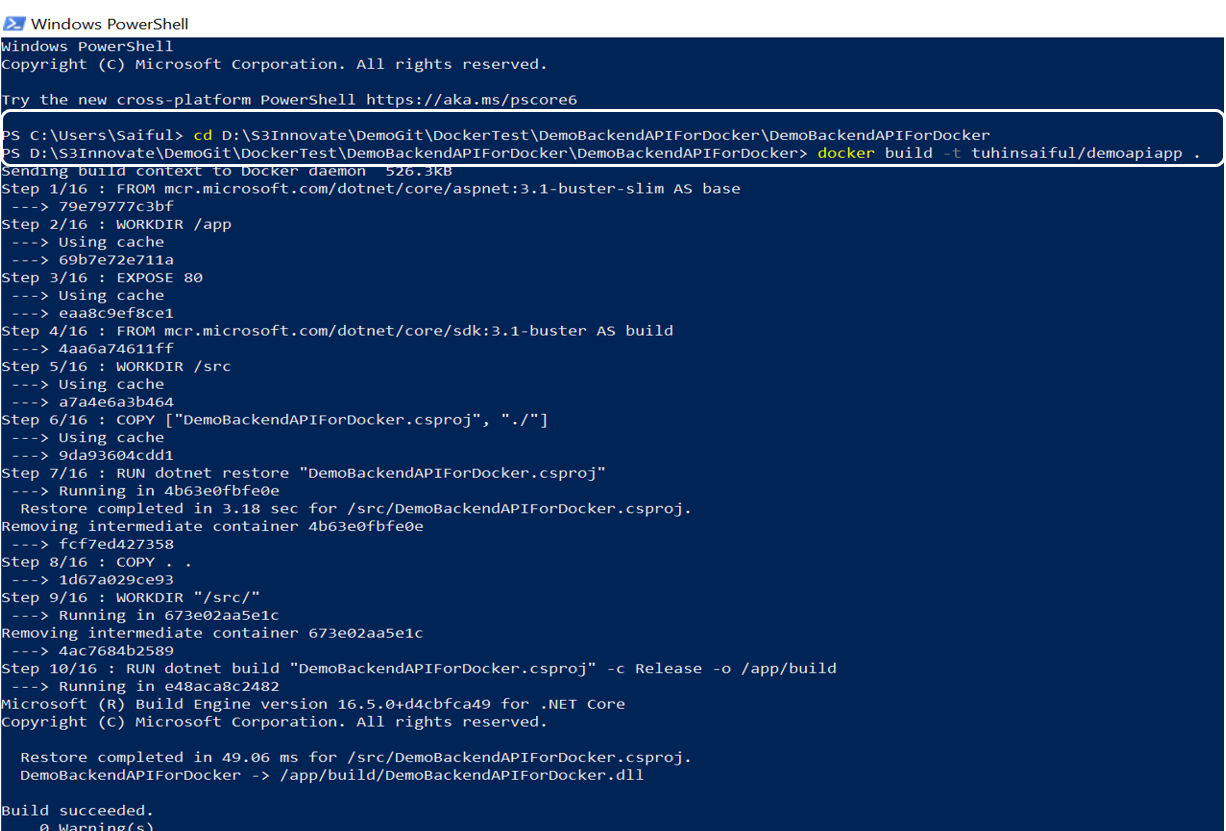 Windows PowerShell
Windows PowerShell
Copyright (C) Microsoft Corporation. All rights reserved.
Try the new cross-platform PowerShell https://aka.ms/pscore6
PS C:\Users\Saiful> cd D:\S3Innovate\DemoGit\DockerTest\DemoBackendAPIForDocker\DemoBackendAPIForDocker
PS D:\S3Innovate\DemoGit\DockerTest\DemoBackendAPIForDocker\DemoBackendAPIForDocker> docker build -t tuhinsaiful/demoapiapp .
Sending build context to Docker daemon  526.3kB
Step 1/16 : FROM mcr.microsoft.com/dotnet/core/aspnet:3.1-buster-slim AS base
 ---> 79e79777c3bf
Step 2/16 : WORKDIR /app
 ---> Using cache
 ---> 69b7e72e711a
Step 3/16 : EXPOSE 80
 ---> Using cache
 ---> eaa8c9ef8ce1
Step 4/16 : FROM mcr.microsoft.com/dotnet/core/sdk:3.1-buster AS build
 ---> 4aa6a74611ff
Step 5/16 : WORKDIR /src
 ---> Using cache
 ---> a7a4e6a3b464
Step 6/16 : COPY ["DemoBackendAPIForDocker.csproj", "./"]
 ---> Using cache
 ---> 9da93604cdd1
Step 7/16 : RUN dotnet restore "DemoBackendAPIForDocker.csproj"
 ---> Running in 4b63e0fbfe0e
  Restore completed in 3.18 sec for /src/DemoBackendAPIForDocker.csproj.
Removing intermediate container 4b63e0fbfe0e
 ---> fcf7ed427358
Step 8/16 : COPY . .
 ---> 1d67a029ce93
Step 9/16 : WORKDIR "/src/"
 ---> Running in 673e02aa5e1c
Removing intermediate container 673e02aa5e1c
 ---> 4ac7684b2589
Step 10/16 : RUN dotnet build "DemoBackendAPIForDocker.csproj" -c Release -o /app/build
 ---> Running in e48aca8c2482
Microsoft (R) Build Engine version 16.5.0+d4cbfca49 for .NET Core
Copyright (C) Microsoft Corporation. All rights reserved.
  Restore completed in 49.06 ms for /src/DemoBackendAPIForDocker.csproj.
  DemoBackendAPIForDocker -> /app/build/DemoBackendAPIForDocker.dll
Build succeeded.
    0 Warning(s)